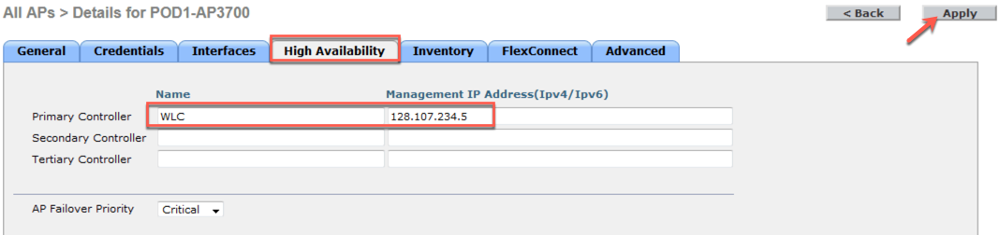 All APs > Details for POD1-AP3700
< Back
Apply
General Credentials Interfaces High Availability Inventory FlexConnect Advanced
Name Management IP Address(Ipv4/Ipv6)
Primary Controller WLC 128.107.234.5
Secondary Controller
Tertiary Controller
AP Failover Priority Critical